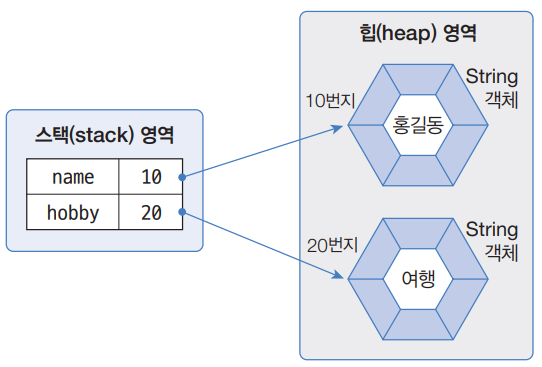 스택(stack) 영역
name 10
hobby 20
힙(heap) 영역
10번지
홍길동
String
객체
20번지
여행
String
객체